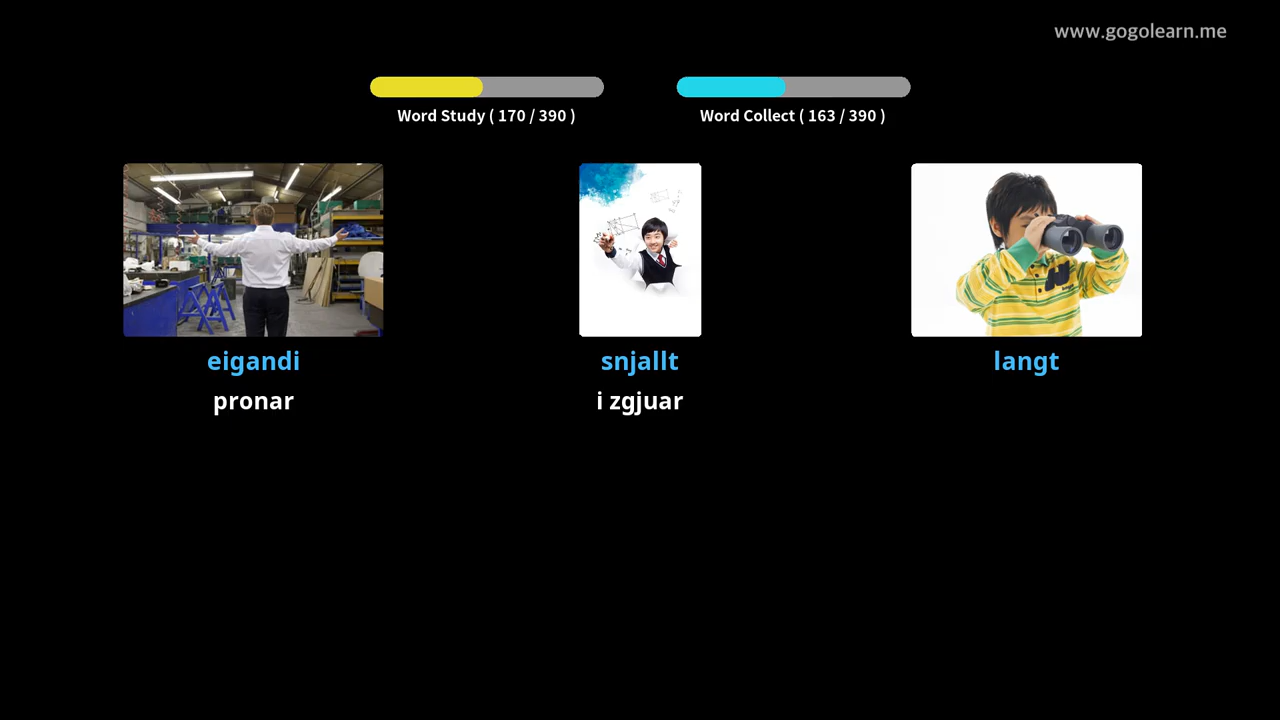 www.gogolearn.me
Word Study ( 170 / 390 )
Word Collect ( 163 / 390 )
eigandi
snjallt
langt
pronar
i zgjuar